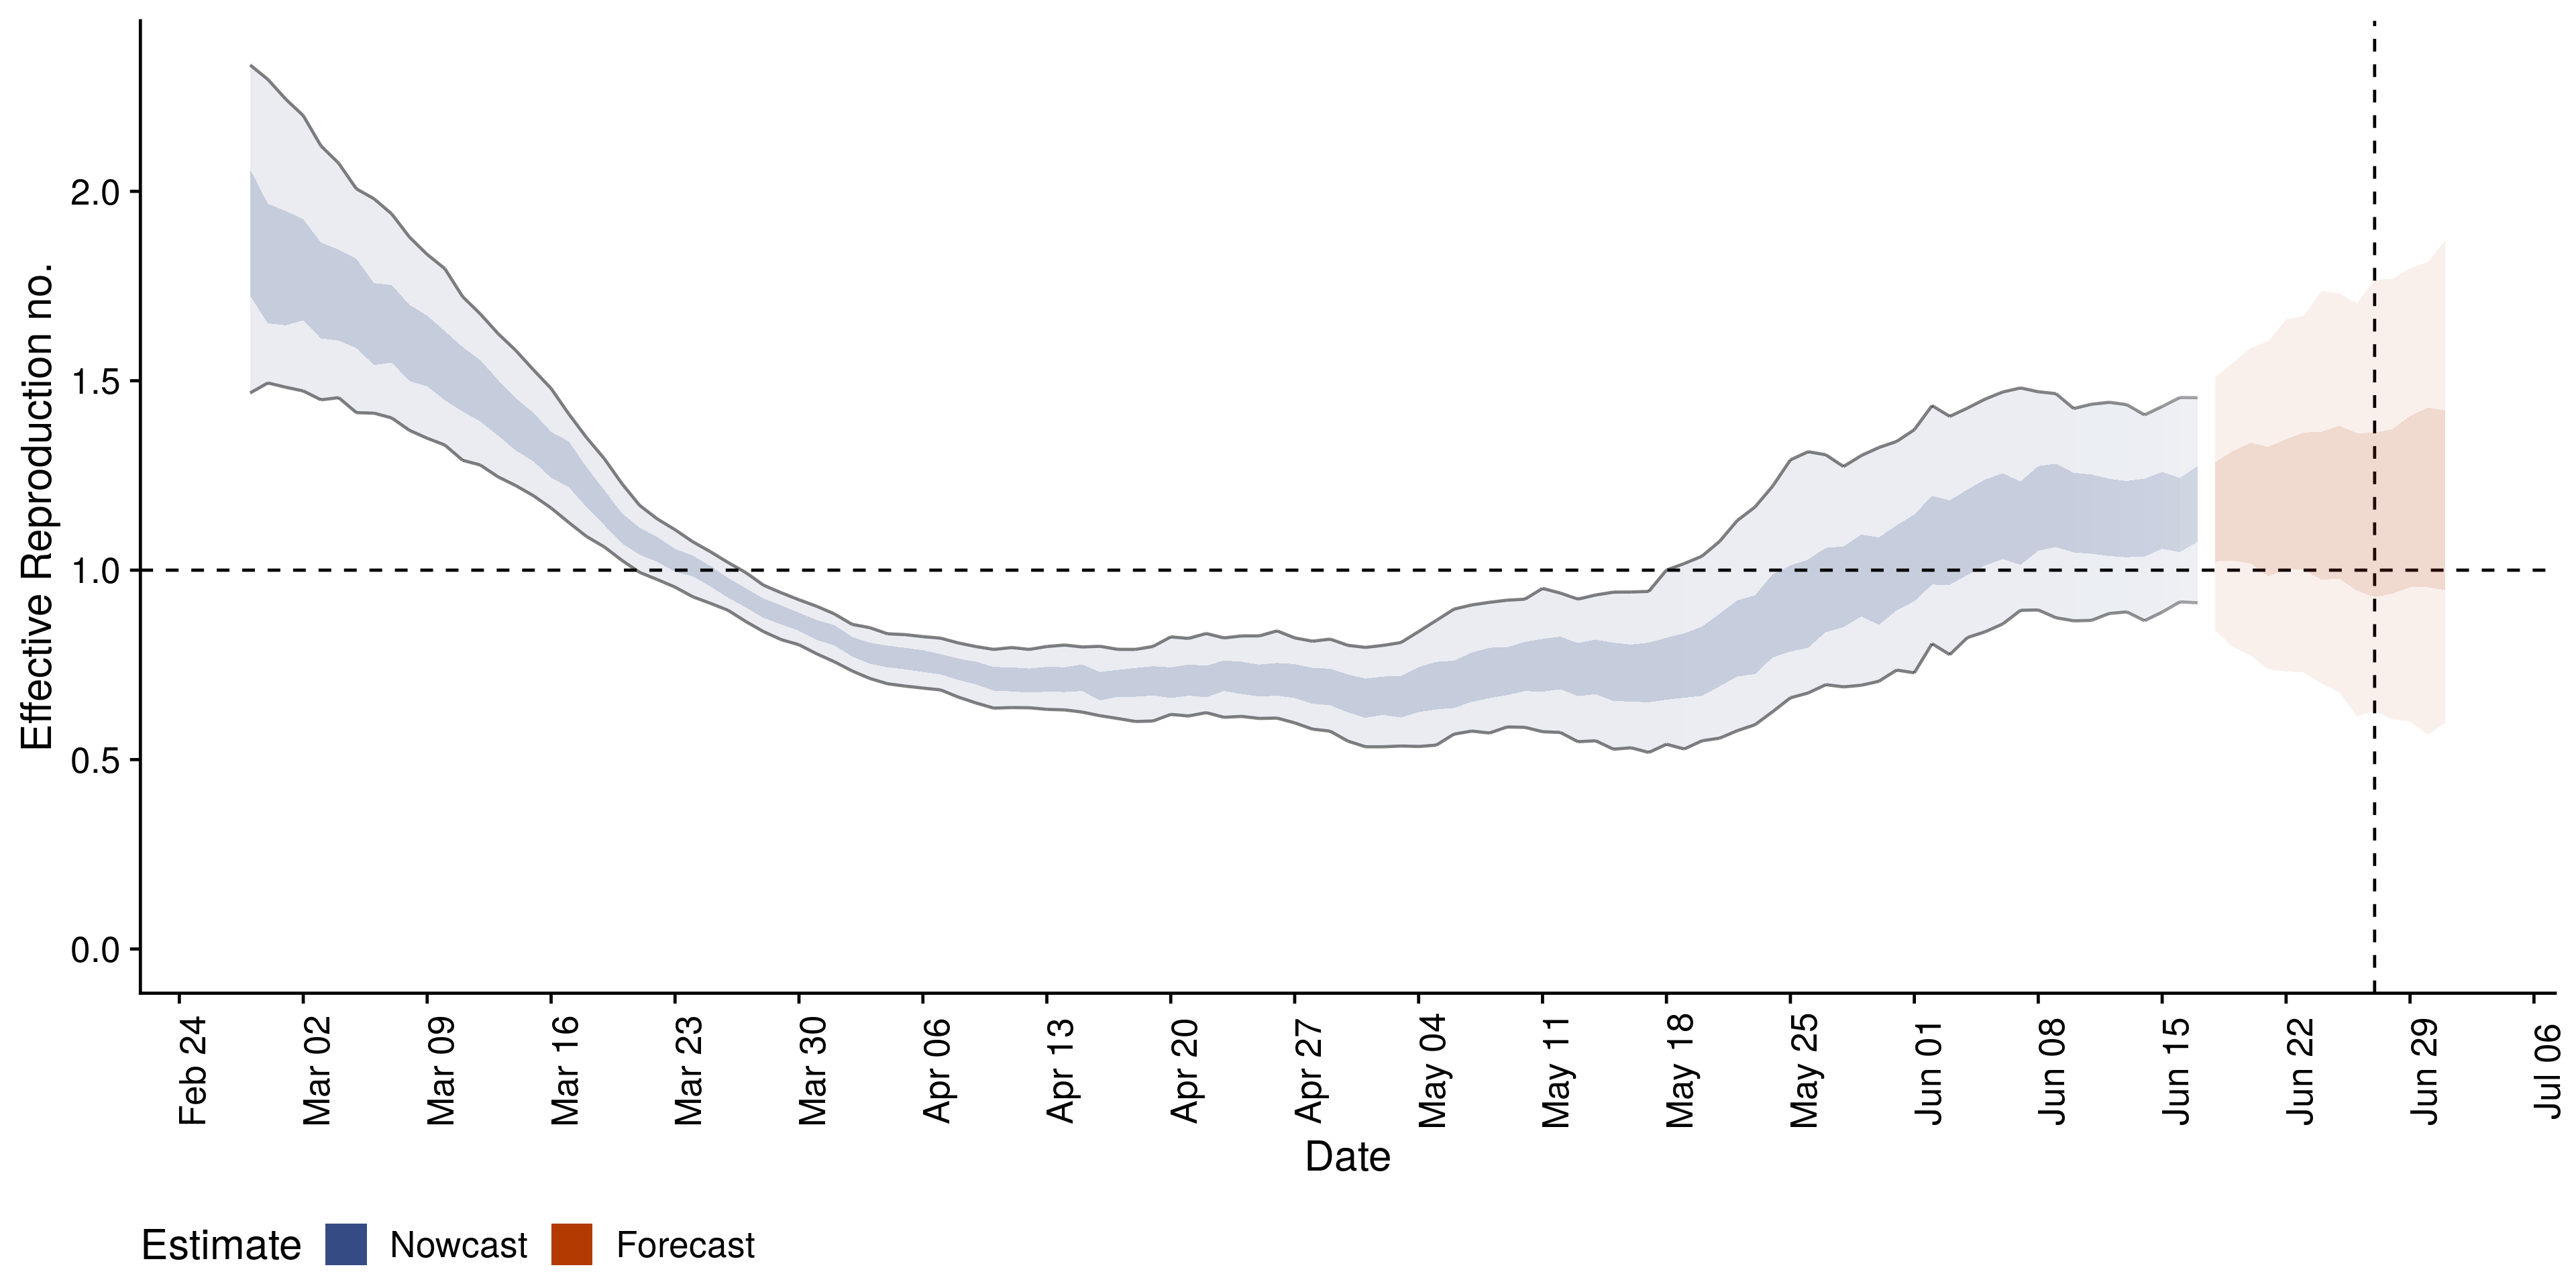 Effective Reproduction no.
2.0
1.5
1.0
0.5
0.0
Feb 24
Mar 02
Mar 09
Mar 16
Mar 23
Mar 30
Apr 06
Apr 13
Apr 20
Apr 27
May 04
May 11
May 18
May 25
Jun 01
Jun 08
Jun 15
Jun 22
Jun 29
Jul 06
Date
Estimate Nowcast Forecast